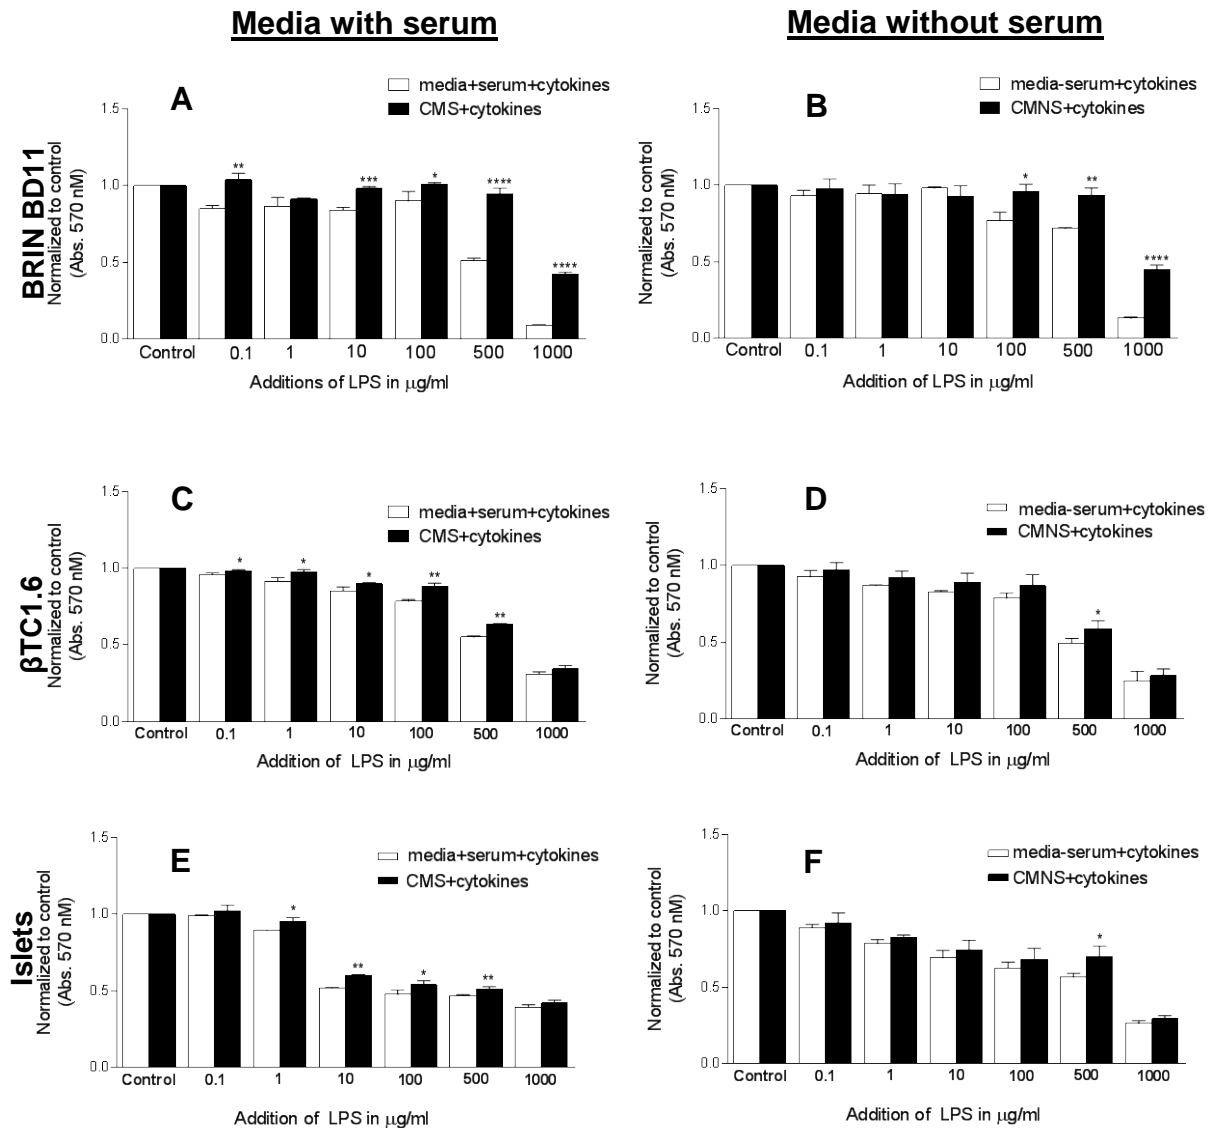 Media with serum
Media without serum
BRIN BD11
A
media+serum+cytokines
CMS+cytokines
Normalized to control
(Abs. 570 nM)
1.5
1.0
0.5
0.0
**
***
*
****
****
Control 0.1 1 10 100 500 1000
Additions of LPS in µg/ml
B
media-serum+cytokines
CMNS+cytokines
Normalized to control
(Abs. 570 nM)
1.5
1.0
0.5
0.0
*
**
****
Control 0.1 1 10 100 500 1000
Addition of LPS in µg/ml
βTC1.6
C
media+serum+cytokines
CMS+cytokines
Normalized to control
(Abs. 570 nM)
1.5
1.0
0.5
0.0
*
*
*
**
**
Control 0.1 1 10 100 500 1000
Addition of LPS in µg/ml
D
media-serum+cytokines
CMNS+cytokines
Normalized to control
(Abs. 570 nM)
1.5
1.0
0.5
0.0
*
Control 0.1 1 10 100 500 1000
Addition of LPS in µg/ml
Islets
E
media+serum+cytokines
CMS+cytokines
Normalized to control
(Abs. 570 nM)
1.5
1.0
0.5
0.0
*
**
*
**
Control 0.1 1 10 100 500 1000
Addition of LPS in µg/ml
F
media-serum+cytokines
CMNS+cytokines
Normalized to control
(Abs. 570 nM)
1.5
1.0
0.5
0.0
*
Control 0.1 1 10 100 500 1000
Addition of LPS in µg/ml